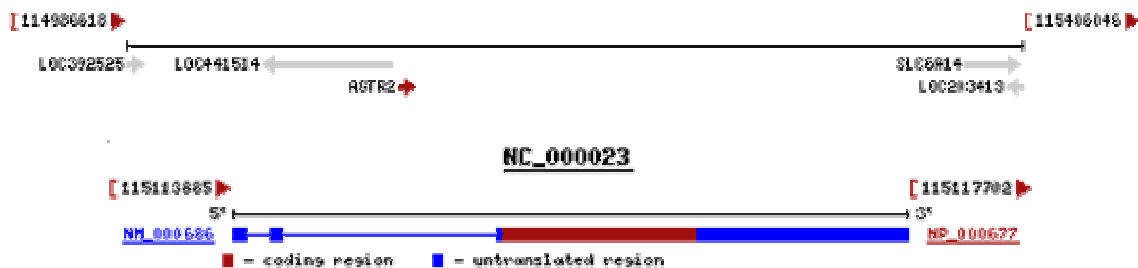 [114986618 115406046]
LOC392525 LOC441514 SLC6A14
AGTR2 LOC203413
NC_000023
[115113885 [115117702
5' 3'
NM_000686 NP_000677
- coding region - untranslated region